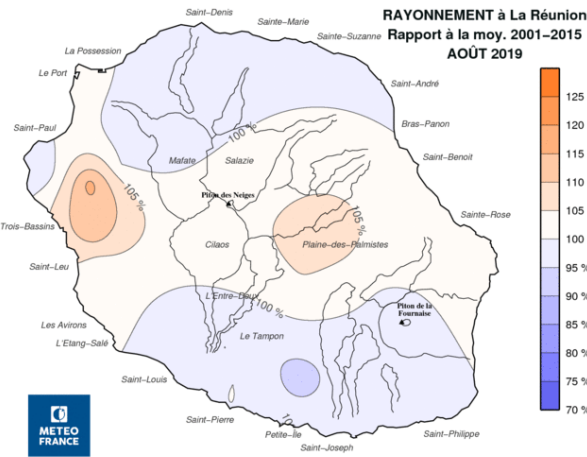 RAYONNEMENT à La Réunion
Rapport à la moy. 2001−2015
AOÛT 2019
Saint−Denis
Sainte−Marie
Sainte−Suzanne
La Possession
Le Port
Saint−André
Bras−Panon
Saint−Paul
100 %
Saint−Benoit
Mafate
Salazie
105 %
Piton des Neiges
105 %
Sainte−Rose
Trois−Bassins
Cilaos
Plaine−des−Palmistes
Saint−Leu
L'Entre−Deux
100 %
Piton de la
Fournaise
Les Avirons
L'Etang−Salé
Le Tampon
Saint−Louis
Saint−Pierre
Petite−Île
Saint−Joseph
Saint−Philippe
125
120
115
110
105
100
95 %
90 %
85 %
80 %
75 %
70 %
METEO
FRANCE